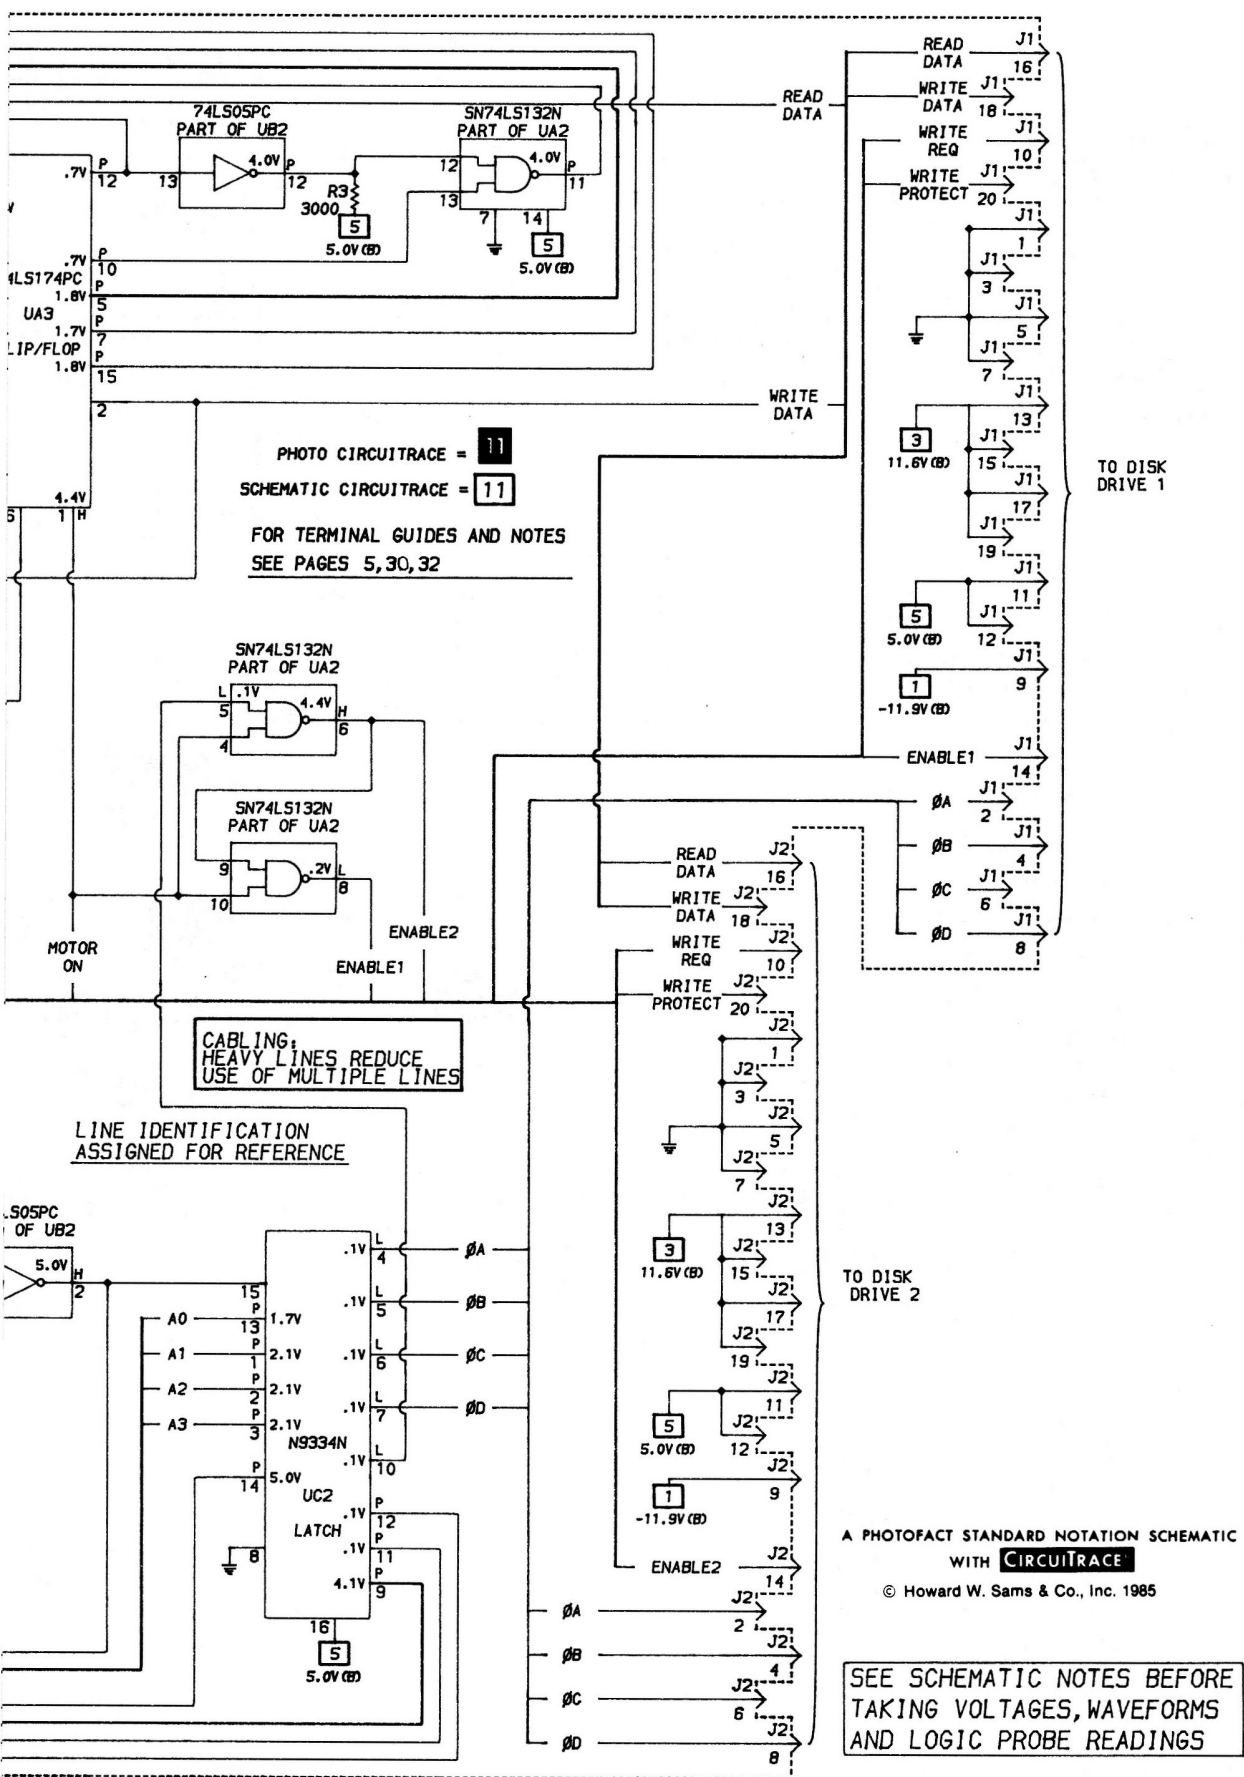 READ
DATA
J1
16
WRITE
DATA
J1
18
READ
DATA
WRITE
REQ
J1
10
WRITE
PROTECT
J1
20
J1
1
J1
3
J1
5
J1
7
J1
13
3
11.6V(B)
J1
15
J1
17
J1
19
J1
11
5
5.0V(B)
J1
12
J1
9
1
-11.9V(B)
ENABLE1
J1
14
ØA
J1
2
ØB
J1
4
ØC
J1
6
ØD
J1
8
TO DISK
DRIVE 1
74LS05PC
PART OF UB2
13
4.0V
P
12
R3
3000
5
5.0V(B)
SN74LS132N
PART OF UA2
12
13
4.0V
P
11
7
14
5
5.0V(B)
.7V
P
12
.7V
P
10
4LS174PC
1.8V
P
5
UA3
1.7V
P
7
LIP/FLOP
1.8V
P
15
2
4.4V
1
H
6
WRITE
DATA
PHOTO CIRCUITRACE = 11
SCHEMATIC CIRCUITRACE = 11
FOR TERMINAL GUIDES AND NOTES
SEE PAGES 5,30,32
SN74LS132N
PART OF UA2
L
.1V
5
4
4.4V
H
6
SN74LS132N
PART OF UA2
9
10
.2V
L
8
MOTOR
ON
ENABLE2
ENABLE1
CABLING:
HEAVY LINES REDUCE
USE OF MULTIPLE LINES
LINE IDENTIFICATION
ASSIGNED FOR REFERENCE
LS05PC
OF UB2
5.0V
H
2
15
A0
P
13
1.7V
A1
P
1
2.1V
A2
P
2
2.1V
A3
P
3
2.1V
P
14
5.0V
8
N9334N
UC2
LATCH
.1V
L
4
ØA
.1V
L
5
ØB
.1V
L
6
ØC
.1V
L
7
ØD
.1V
L
10
.1V
P
12
.1V
P
11
4.1V
P
9
16
5
5.0V(B)
READ
DATA
J2
16
WRITE
DATA
J2
18
WRITE
REQ
J2
10
WRITE
PROTECT
J2
20
J2
1
J2
3
J2
5
J2
7
J2
13
3
11.6V(B)
J2
15
J2
17
J2
19
J2
11
5
5.0V(B)
J2
12
J2
9
1
-11.9V(B)
ENABLE2
J2
14
ØA
J2
2
ØB
J2
4
ØC
J2
6
ØD
J2
8
TO DISK
DRIVE 2
A PHOTOFACT STANDARD NOTATION SCHEMATIC
WITH CIRCUITRACE
© Howard W. Sams & Co., Inc. 1985
SEE SCHEMATIC NOTES BEFORE
TAKING VOLTAGES, WAVEFORMS
AND LOGIC PROBE READINGS